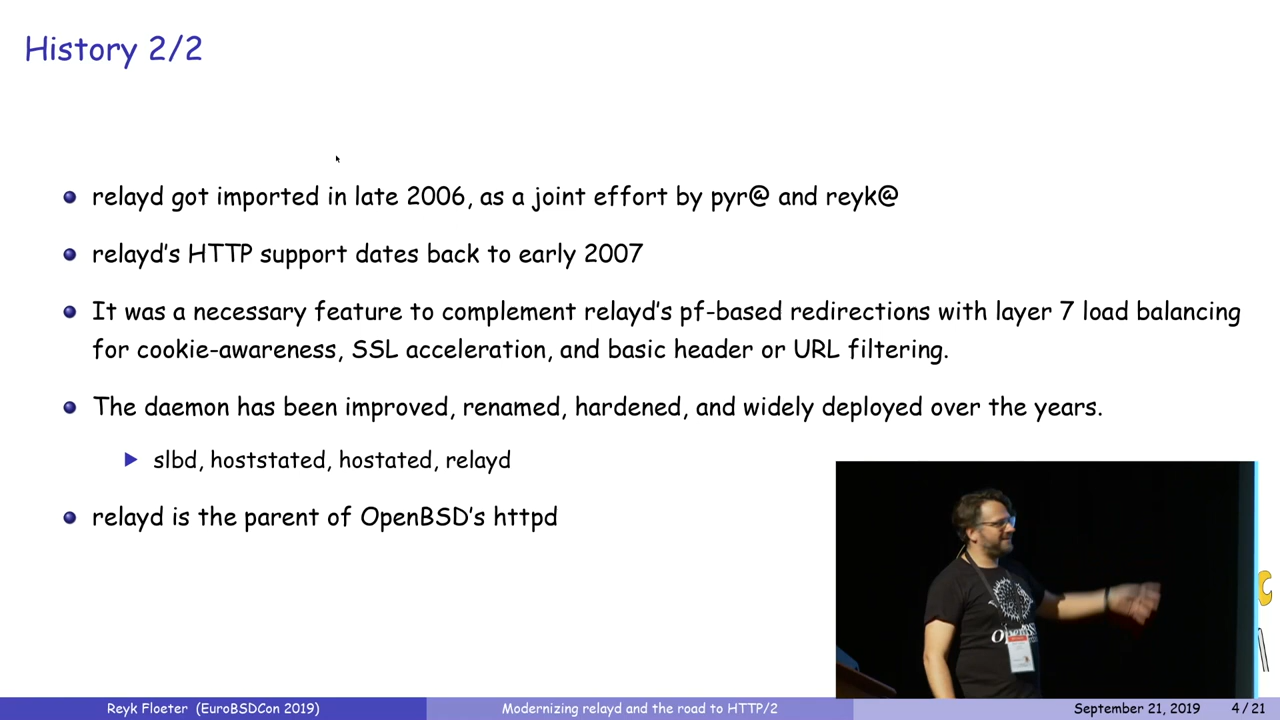 History 2/2
relayd got imported in late 2006, as a joint effort by pyr@ and reyk@
relayd's HTTP support dates back to early 2007
It was a necessary feature to complement relayd's pf-based redirections with layer 7 load balancing
for cookie-awareness, SSL acceleration, and basic header or URL filtering.
The daemon has been improved, renamed, hardened, and widely deployed over the years.
slbd, hoststated, hostated, relayd
relayd is the parent of OpenBSD's httpd
Reyk Floeter (EuroBSDCon 2019) Modernizing relayd and the road to HTTP/2 September 21, 2019 4 / 21